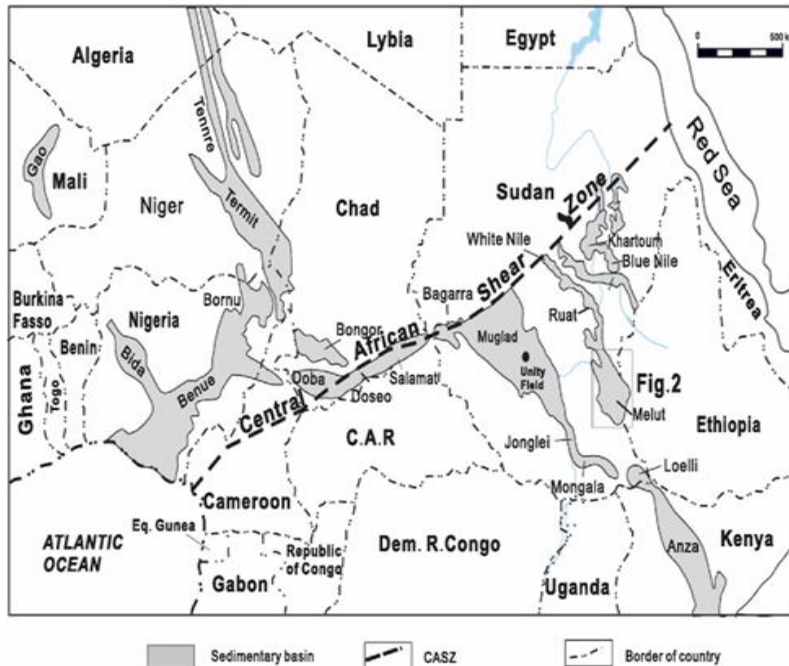 Algeria
Lybia
Egypt
0
500 k
Tennre
Gao
Mali
Niger
Termit
Chad
Sudan
Zone
Red Sea
White Nile
Khartoum
Blue Nile
Eritrea
Burkina
Fasso
Bornu
Nigeria
Benin
Bida
Benue
Ghana
Togo
Bongor
African
Shear
Bagarra
Muglad
Ruat
Unity
Field
Doba
Salamat
Doseo
Central
Fig.2
Melut
Ethiopia
C.A.R
Jonglei
Loelli
Mongala
Cameroon
Eq. Gunea
ATLANTIC
OCEAN
Republic
of Congo
Dem. R.Congo
Anza
Kenya
Gabon
Uganda
Sedimentary basin
CASZ
Border of country